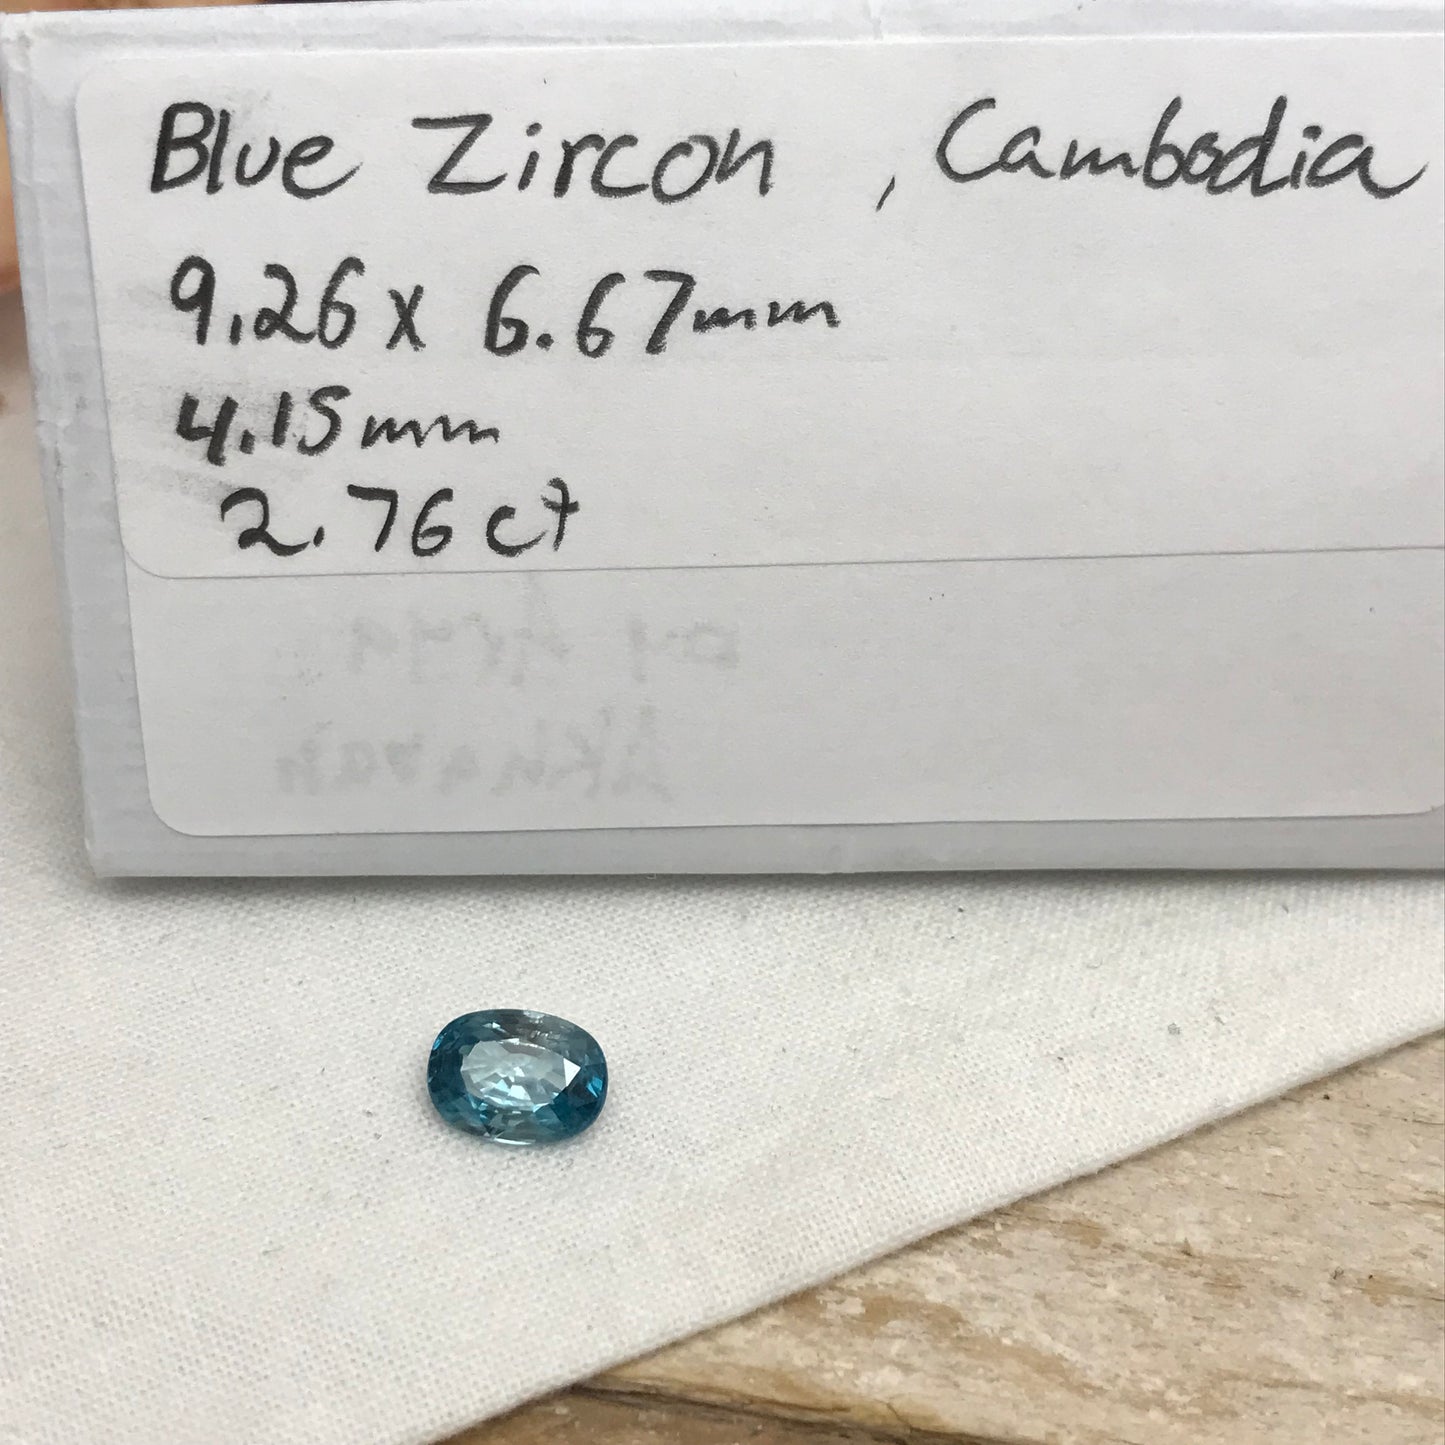 Blue Zircon , Cambodia
9.26 x 6.67mm
4.15mm
2.76ct